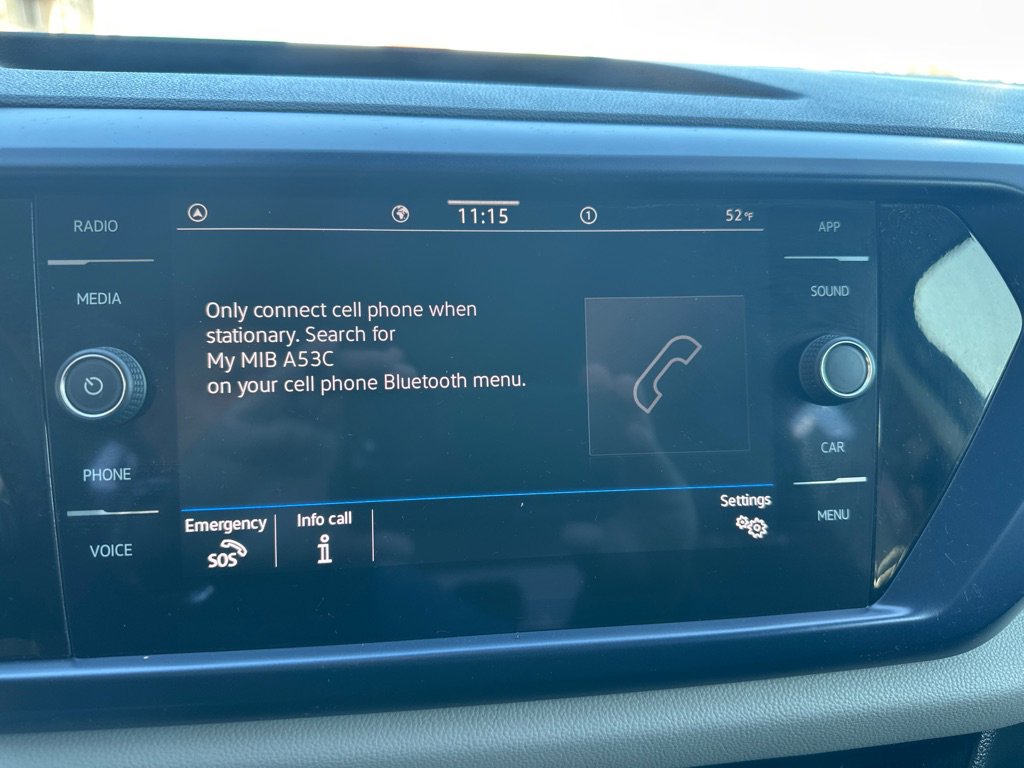 RADIO
MEDIA
PHONE
VOICE
11:15
1
52°F
Only connect cell phone when
stationary. Search for
My MIB A53C
on your cell phone Bluetooth menu.
Emergency
SOS
Info call
i
Settings
APP
SOUND
CAR
MENU